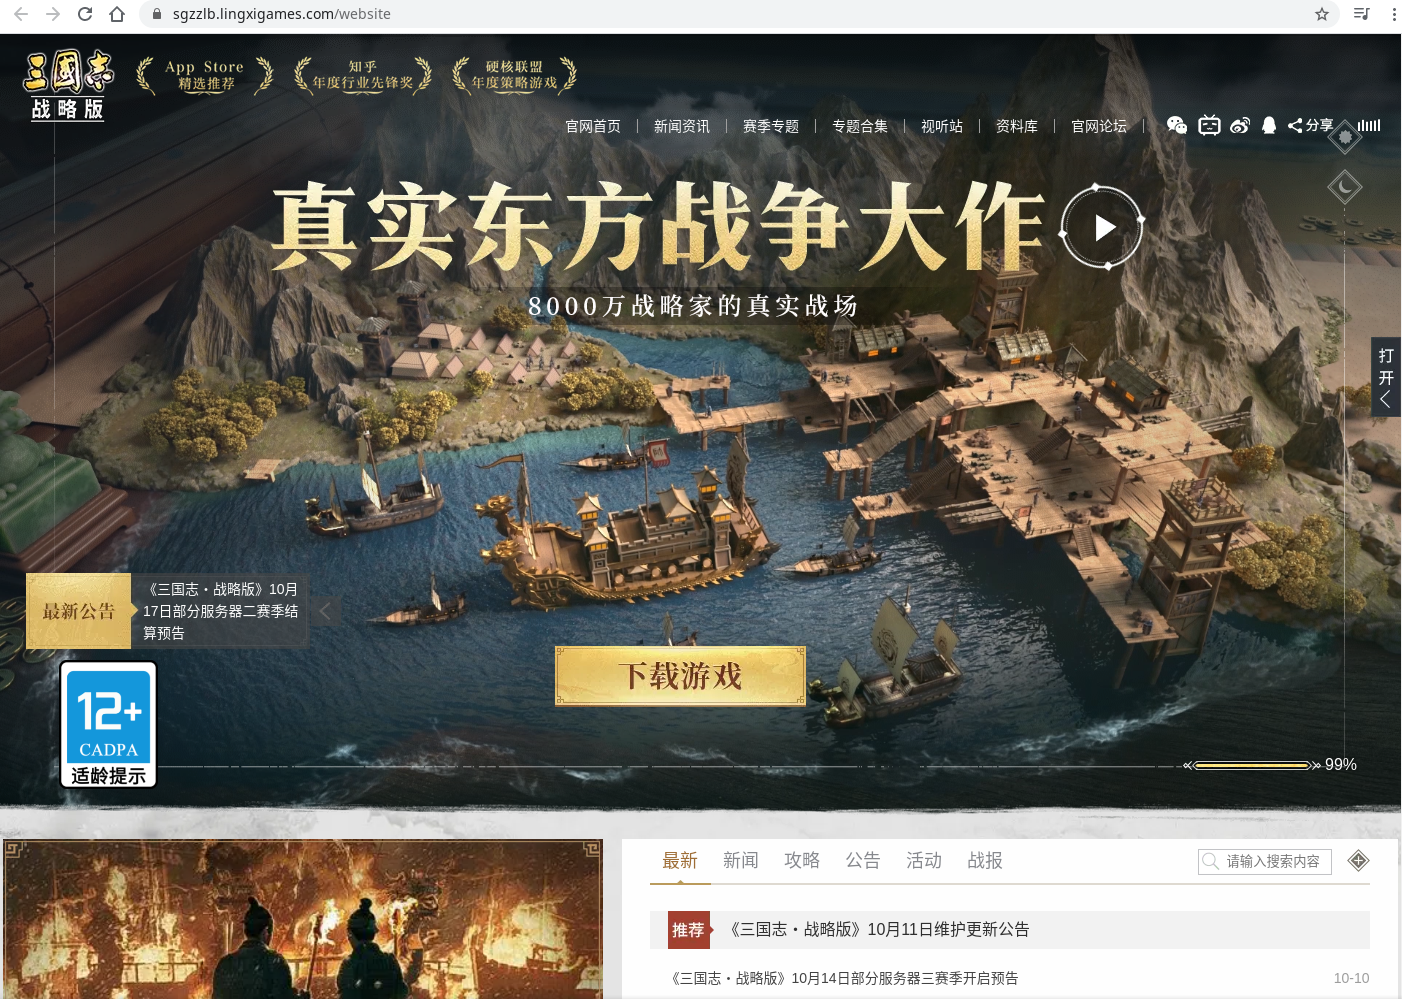 sgzzlb.lingxigames.com/website
三國志
战略版
App Store
精选推荐
知乎
年度行业先锋奖
硬核联盟
年度策略游戏
官网首页
新闻资讯
赛季专题
专题合集
视听站
资料库
官网论坛
分享
真实东方战争大作
8000万战略家的真实战场
打
开
最新公告
《三国志・战略版》10月
17日部分服务器二赛季结
算预告
下载游戏
12+
CADPA
适龄提示
99%
最新
新闻
攻略
公告
活动
战报
请输入搜索内容
推荐
《三国志・战略版》10月11日维护更新公告
《三国志・战略版》10月14日部分服务器三赛季开启预告
10-10